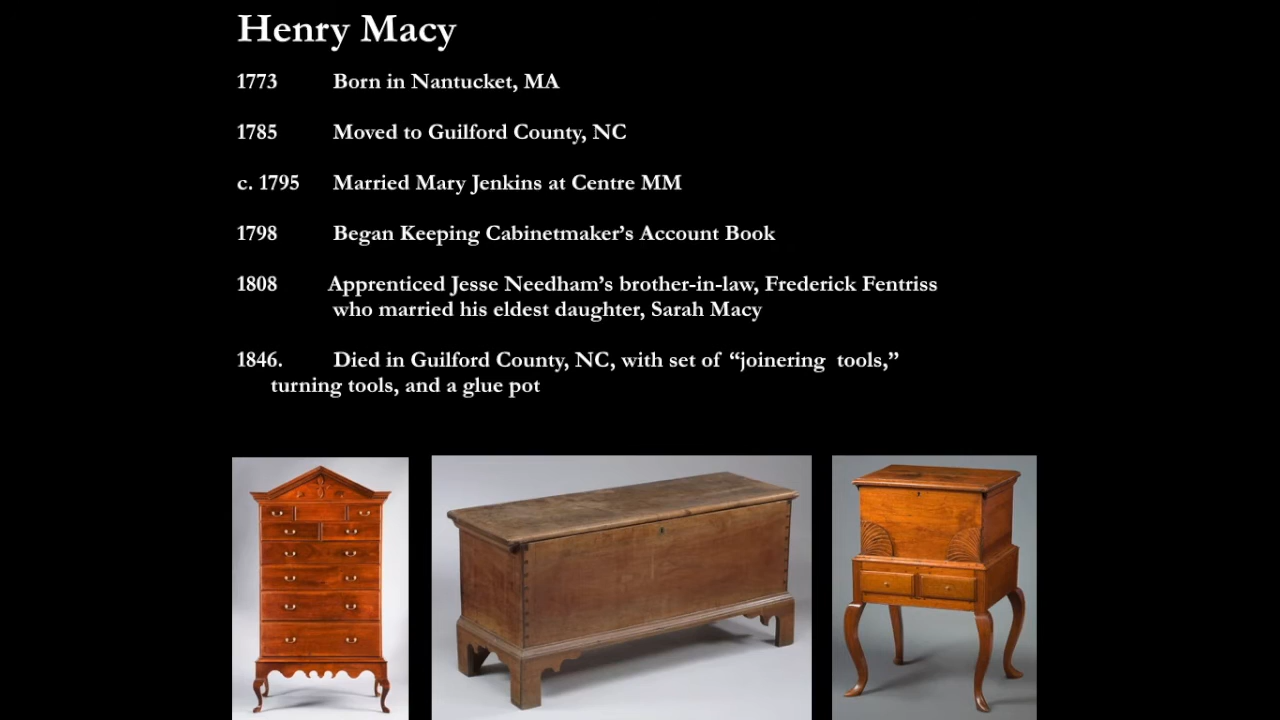 Henry Macy
1773 Born in Nantucket, MA
1785 Moved to Guilford County, NC
c. 1795 Married Mary Jenkins at Centre MM
1798 Began Keeping Cabinetmaker’s Account Book
1808 Apprenticed Jesse Needham’s brother-in-law, Frederick Fentriss
who married his eldest daughter, Sarah Macy
1846. Died in Guilford County, NC, with set of “joinering tools,”
turning tools, and a glue pot